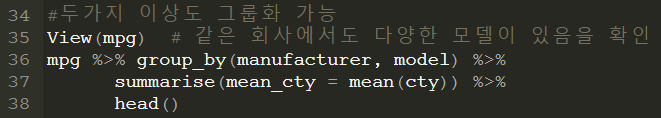 34 #두가지 이상도 그룹화 가능
35 View(mpg)  # 같은 회사에서도 다양한 모델이 있음을 확인
36 mpg %>% group_by(manufacturer, model) %>%
37       summarise(mean_cty = mean(cty)) %>%
38       head()